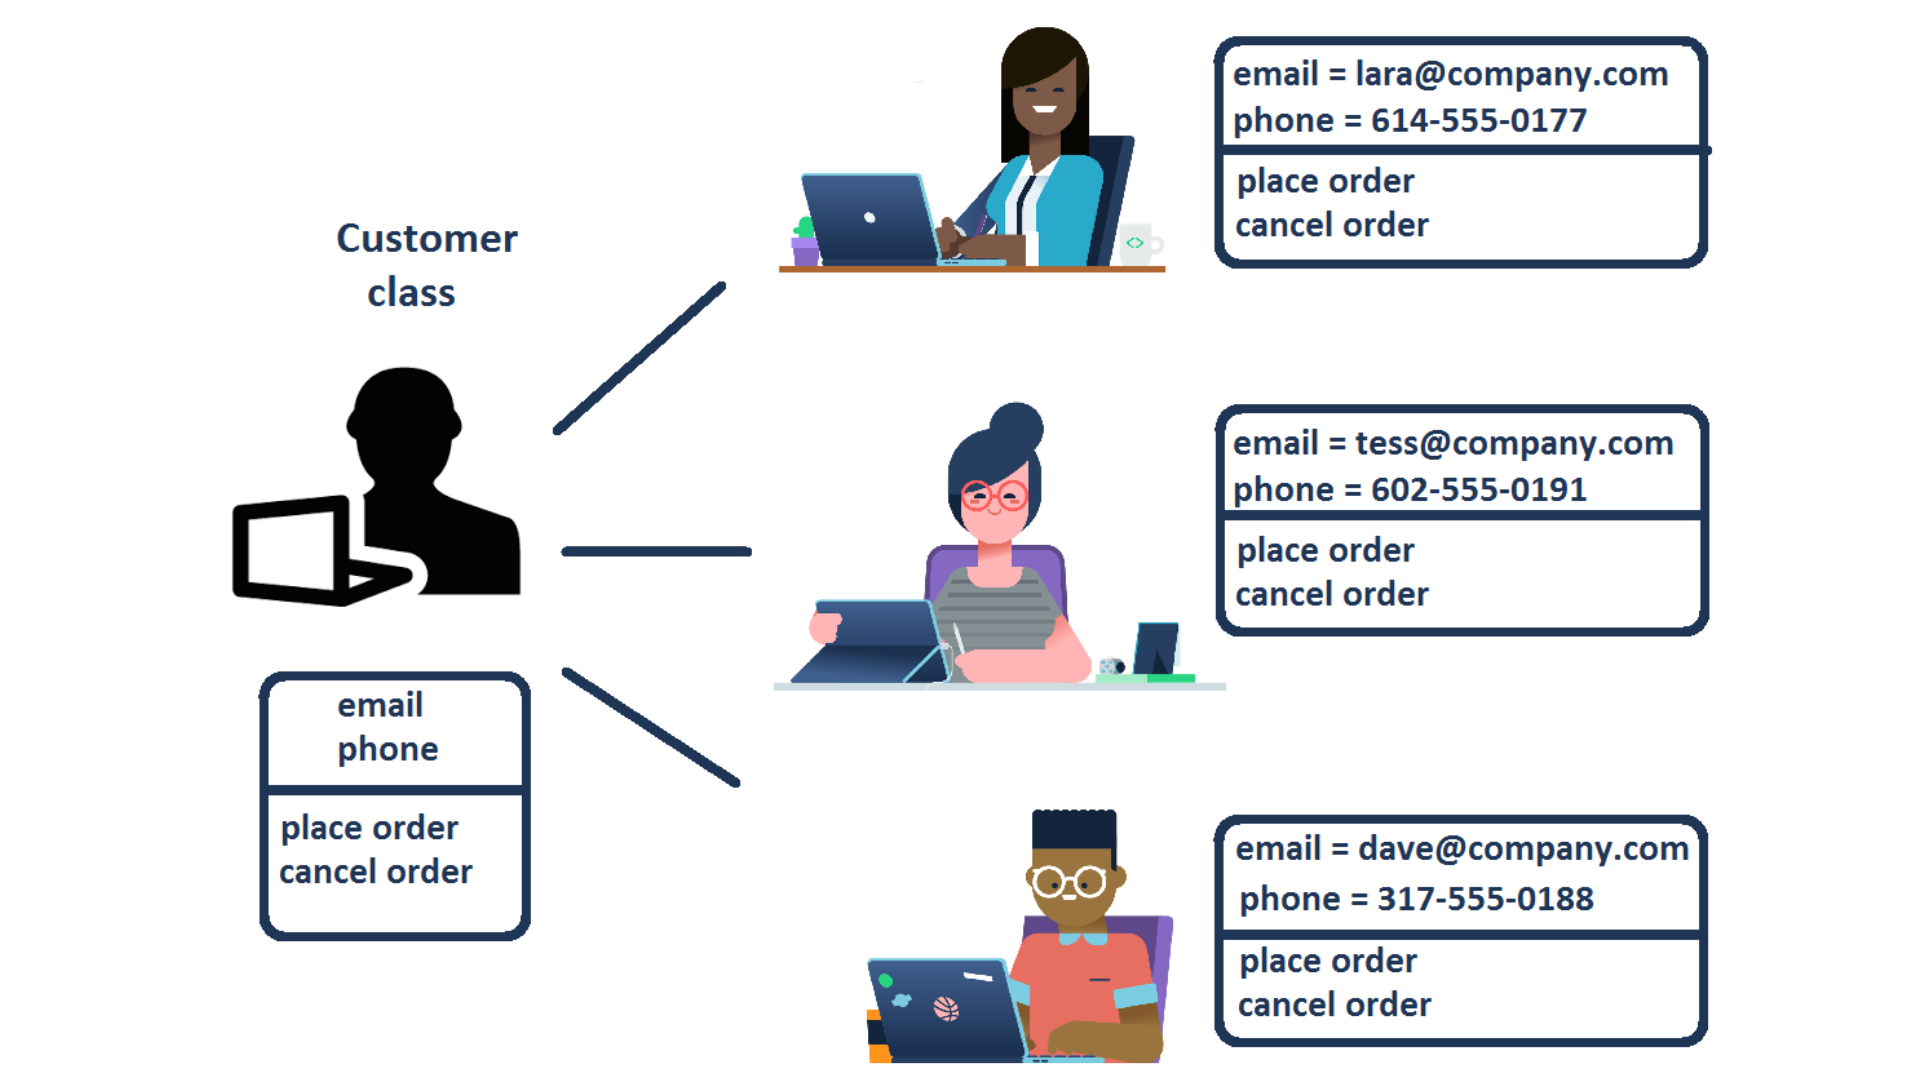 Customer
class
email
phone
place order
cancel order
email = lara@company.com
phone = 614-555-0177
place order
cancel order
email = tess@company.com
phone = 602-555-0191
place order
cancel order
email = dave@company.com
phone = 317-555-0188
place order
cancel order
<>